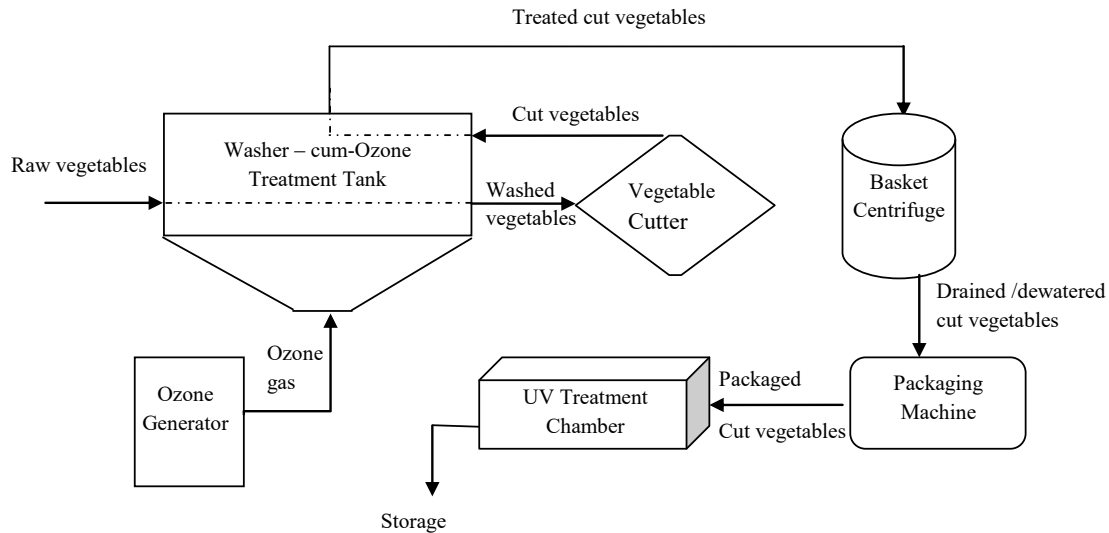 Treated cut vegetables
Cut vegetables
Raw vegetables
Washer – cum-Ozone
Treatment Tank
Washed
vegetables
Vegetable
Cutter
Basket
Centrifuge
Drained /dewatered
cut vegetables
Ozone
gas
Ozone
Generator
UV Treatment
Chamber
Packaged
Cut vegetables
Packaging
Machine
Storage